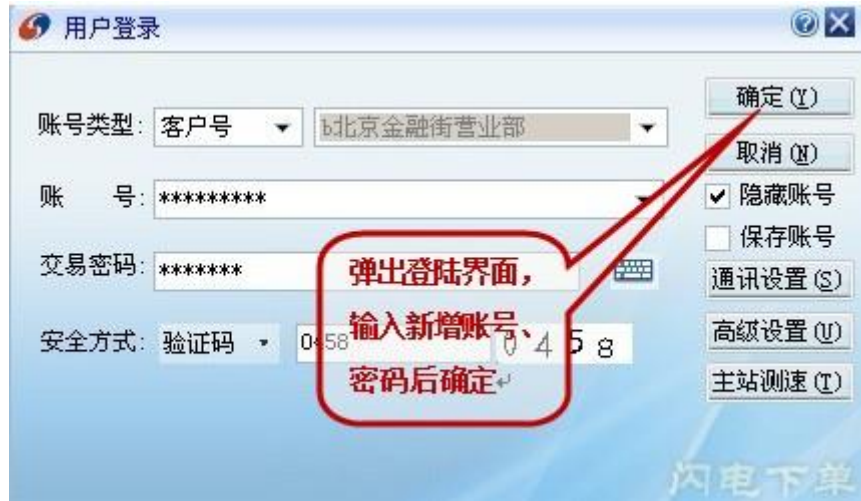 用户登录
账号类型: 客户号 b北京金融街营业部
确定(Y)
取消(N)
账 号: *********
隐藏账号
保存账号
交易密码: *******
通讯设置(S)
弹出登陆界面,
输入新增账号、
密码后确定
安全方式: 验证码 0458 0458
高级设置(U)
主站测速(T)
闪电下单